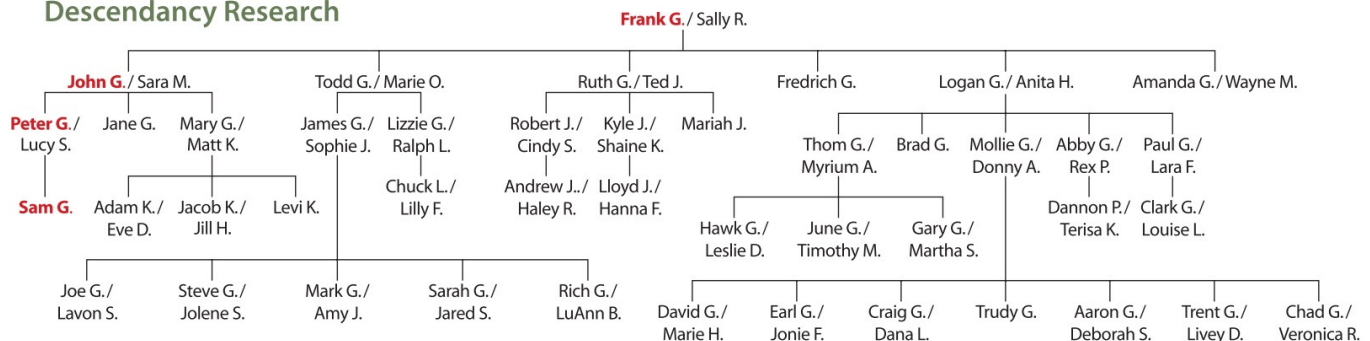 Descendancy Research
Frank G. / Sally R.
John G. / Sara M.
Todd G. / Marie O.
Ruth G. / Ted J.
Fredrich G.
Logan G. / Anita H.
Amanda G. / Wayne M.
Peter G. /
Lucy S.
Jane G.
Mary G. /
Matt K.
James G. /
Sophie J.
Lizzie G. /
Ralph L.
Robert J. /
Cindy S.
Kyle J. /
Shaine K.
Mariah J.
Thom G. /
Myrium A.
Brad G.
Mollie G. /
Donny A.
Abby G. /
Rex P.
Paul G. /
Lara F.
Sam G.
Adam K. /
Eve D.
Jacob K. /
Jill H.
Levi K.
Chuck L. /
Lilly F.
Andrew J.. /
Haley R.
Lloyd J. /
Hanna F.
Hawk G. /
Leslie D.
June G. /
Timothy M.
Gary G. /
Martha S.
Dannon P. /
Terisa K.
Clark G. /
Louise L.
Joe G. /
Lavon S.
Steve G. /
Jolene S.
Mark G. /
Amy J.
Sarah G. /
Jared S.
Rich G. /
LuAnn B.
David G. /
Marie H.
Earl G. /
Jonie F.
Craig G. /
Dana L.
Trudy G.
Aaron G. /
Deborah S.
Trent G. /
Livey D.
Chad G. /
Veronica R.